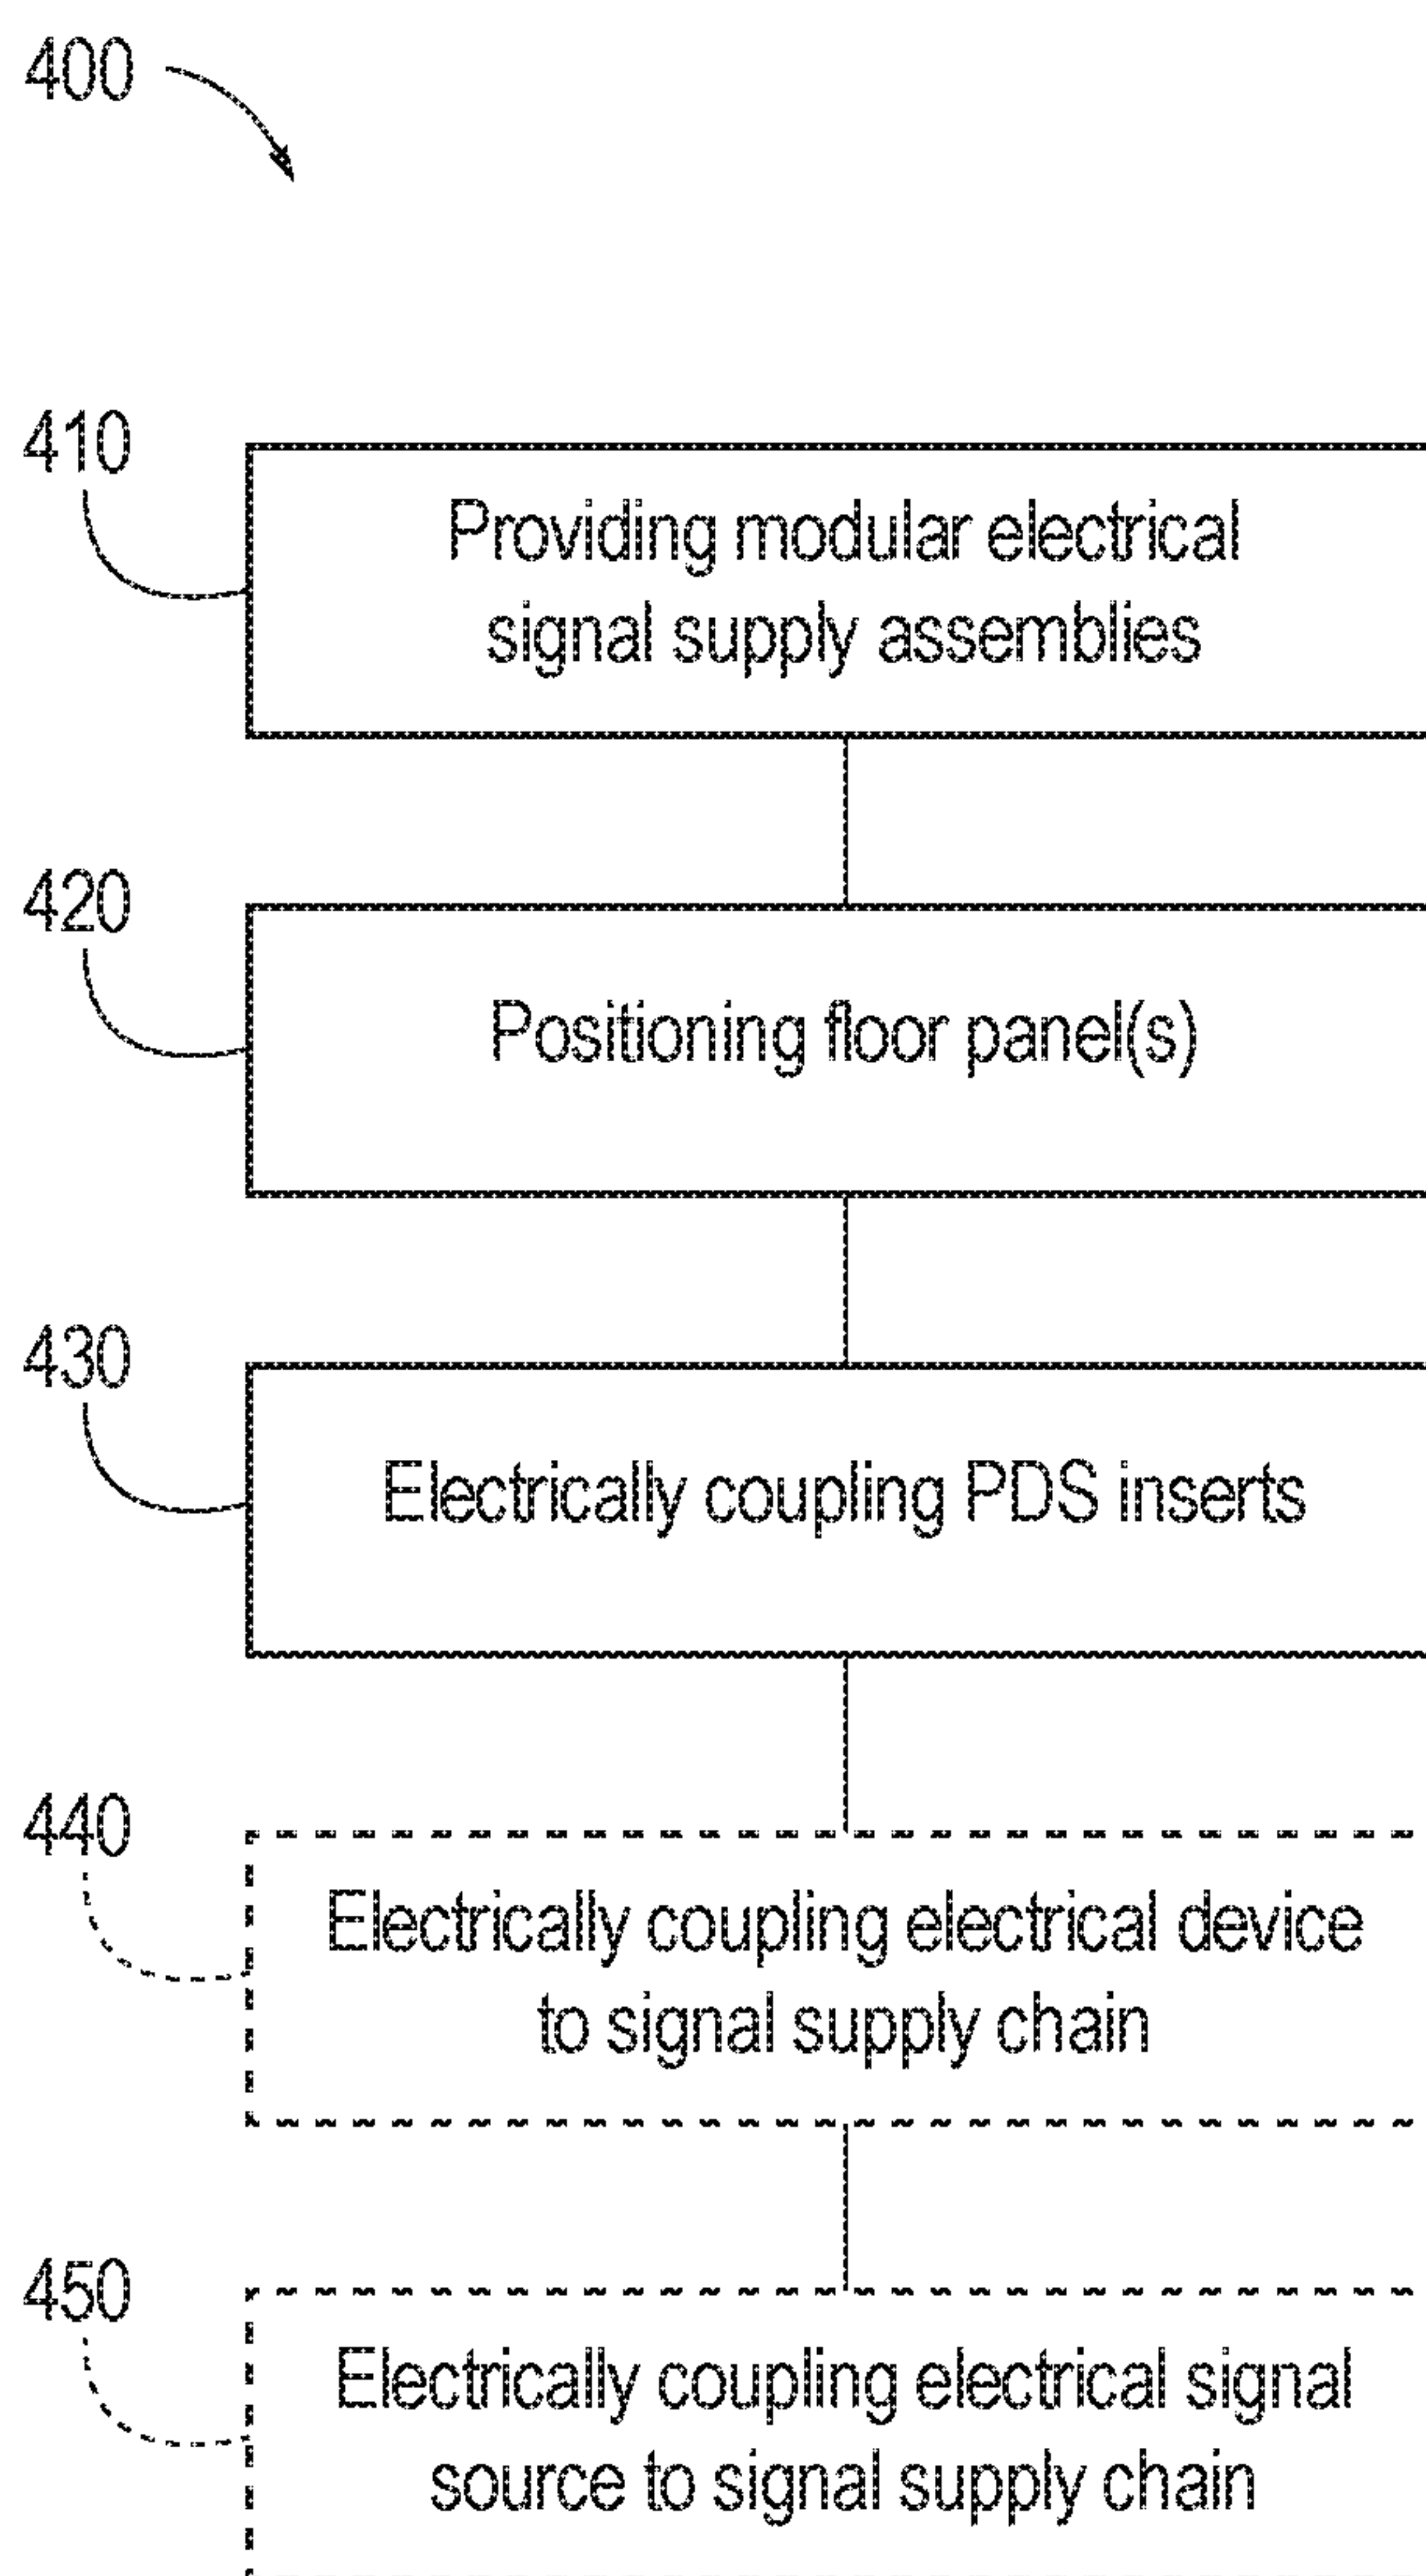 400
410
Providing modular electrical
signal supply assemblies
420
Positioning floor panel(s)
430
Electrically coupling PDS inserts
440
Electrically coupling electrical device
to signal supply chain
450
Electrically coupling electrical signal
source to signal supply chain